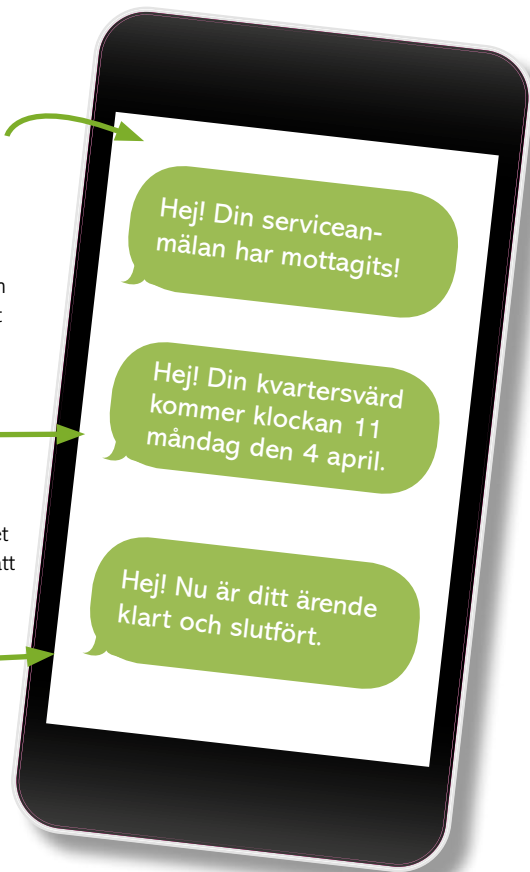 Hej! Din servicean-
mälan har mottagits!
Hej! Din kvartersvärd
kommer klockan 11
måndag den 4 april.
Hej! Nu är ditt ärende
klart och slutfört.